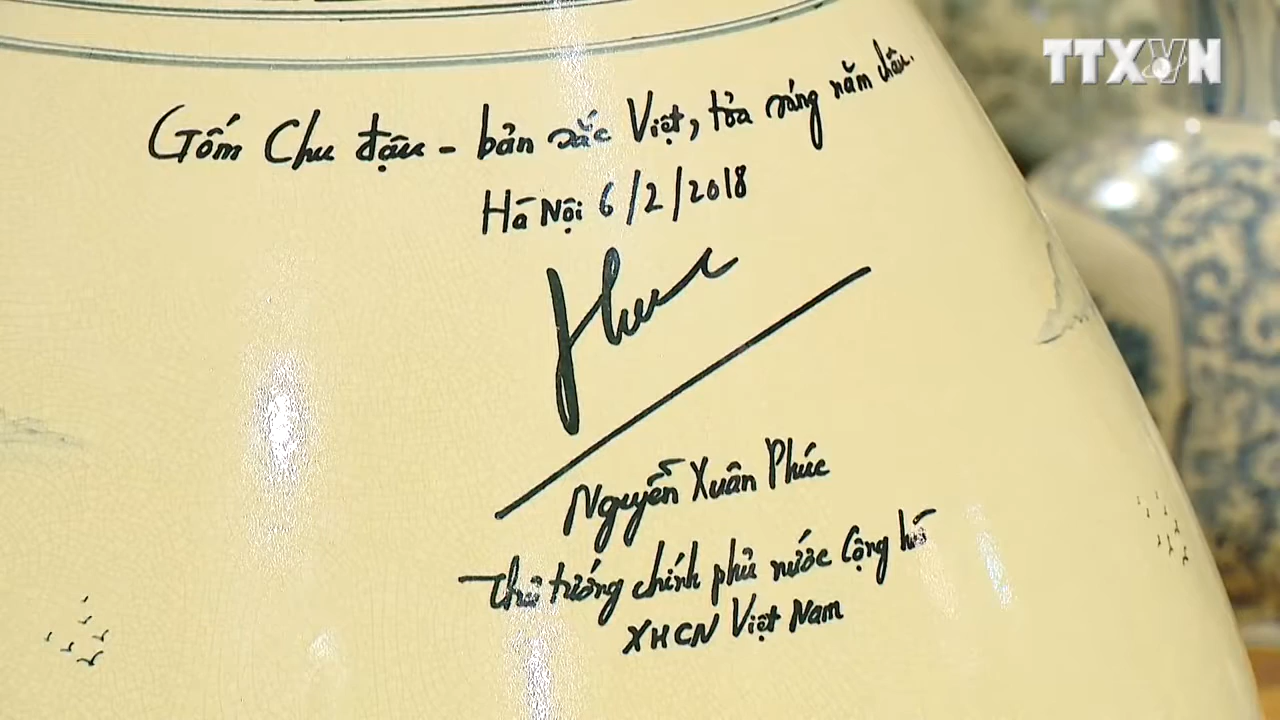 TTXVN
Gốm Chu đậu - bản sắc Việt, tỏa sáng năm châu.
Hà Nội 6/2/2018
Phuc
Nguyễn Xuân Phúc
Thủ tướng chính phủ nước Cộng hòa
XHCN Việt Nam